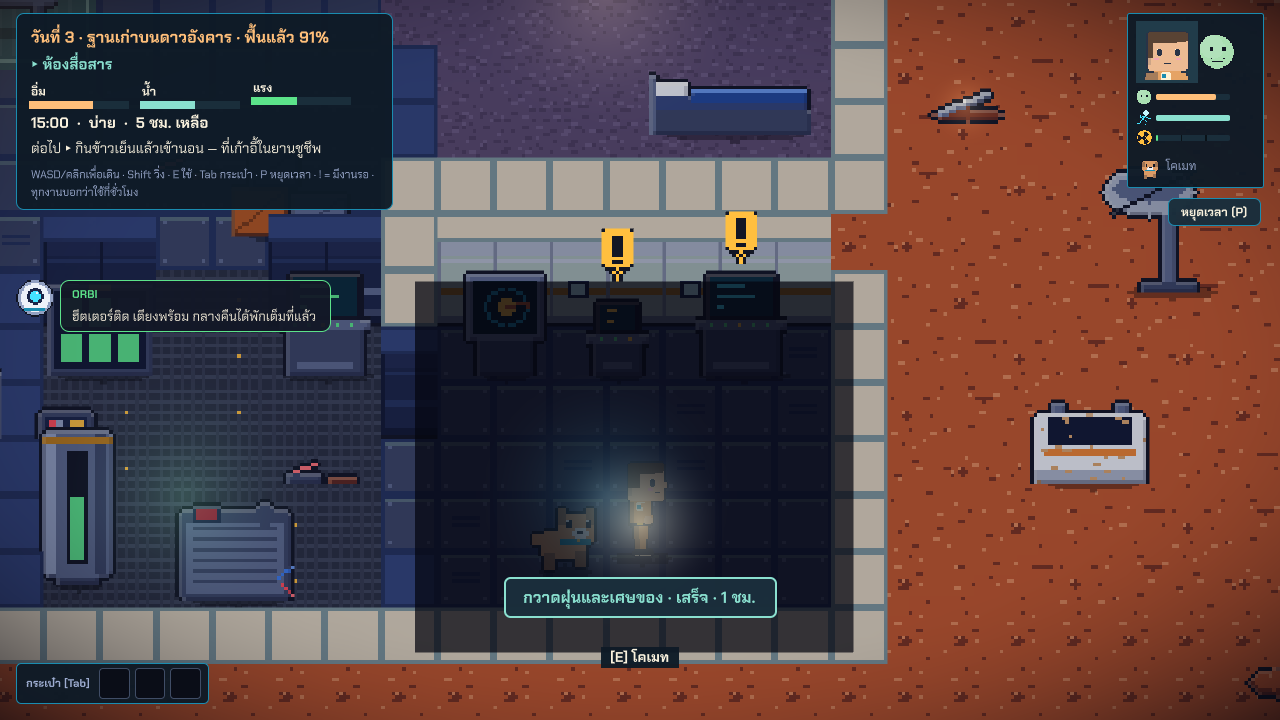 วันที่ 3 · ฐานเก่าบนดาวอังคาร · ฟื้นแล้ว 91%
▸ ห้องสื่อสาร
อิ่ม น้ำ แรง
15:00 · บ่าย · 5 ชม. เหลือ
ต่อไป ▸ กินข้าวเย็นแล้วเข้านอน — ที่เก้าอี้ในยานชูชีพ
WASD/คลิกเพื่อเดิน · Shift วิ่ง · E ใช้ · Tab กระเป๋า · P หยุดเวลา · ! = มีงานรอ ·
ทุกงานบอกว่าใช้กี่ชั่วโมง
โคเมท
หยุดเวลา (P)
ORBI
ฮีตเตอร์ติด เตียงพร้อม กลางคืนได้พักเต็มที่แล้ว
กวาดฝุ่นและเศษของ · เสร็จ · 1 ชม.
[E] โคเมท
กระเป๋า [Tab]